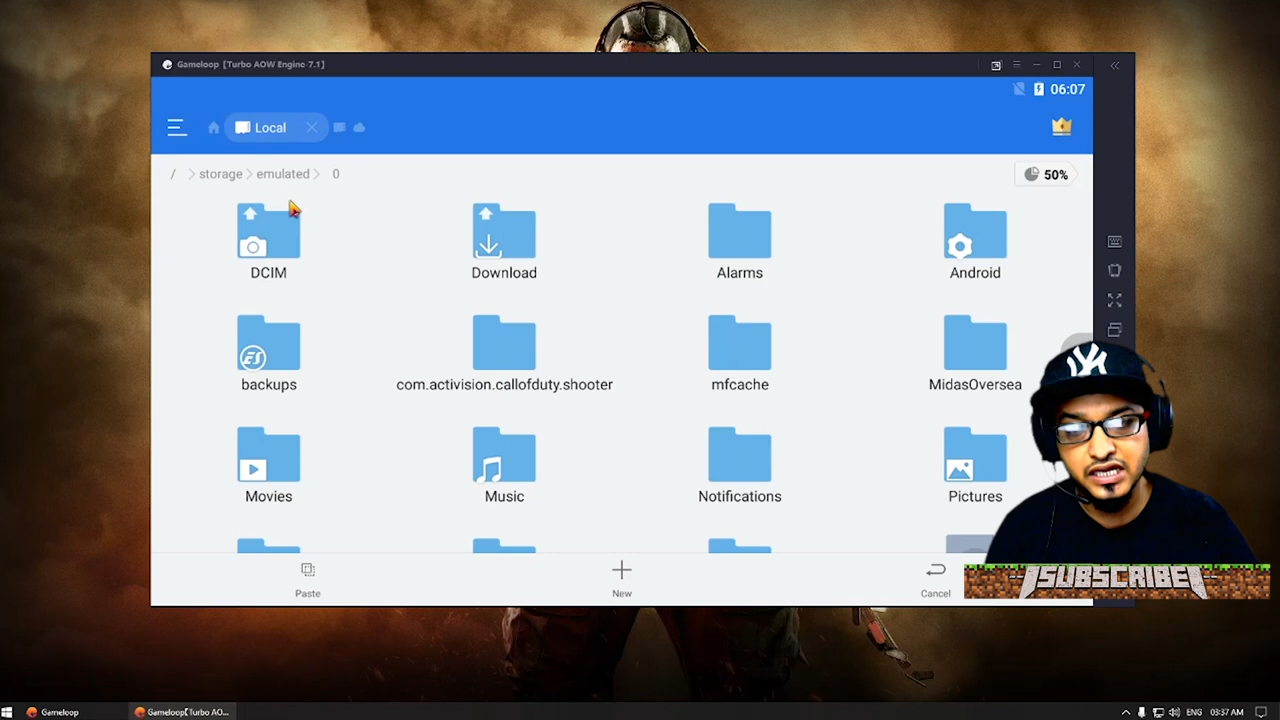 Gameloop [Turbo AOW Engine 7.1]
06:07
Local
/ storage emulated 0
50%
DCIM
Download
Alarms
Android
ES
backups
com.activision.callofduty.shooter
mfcache
MidasOversea
Movies
Music
Notifications
Pictures
Paste
New
Cancel
SUBSCRIBE
Gameloop
Gameloop[Turbo AO...
ENG
03:37 AM